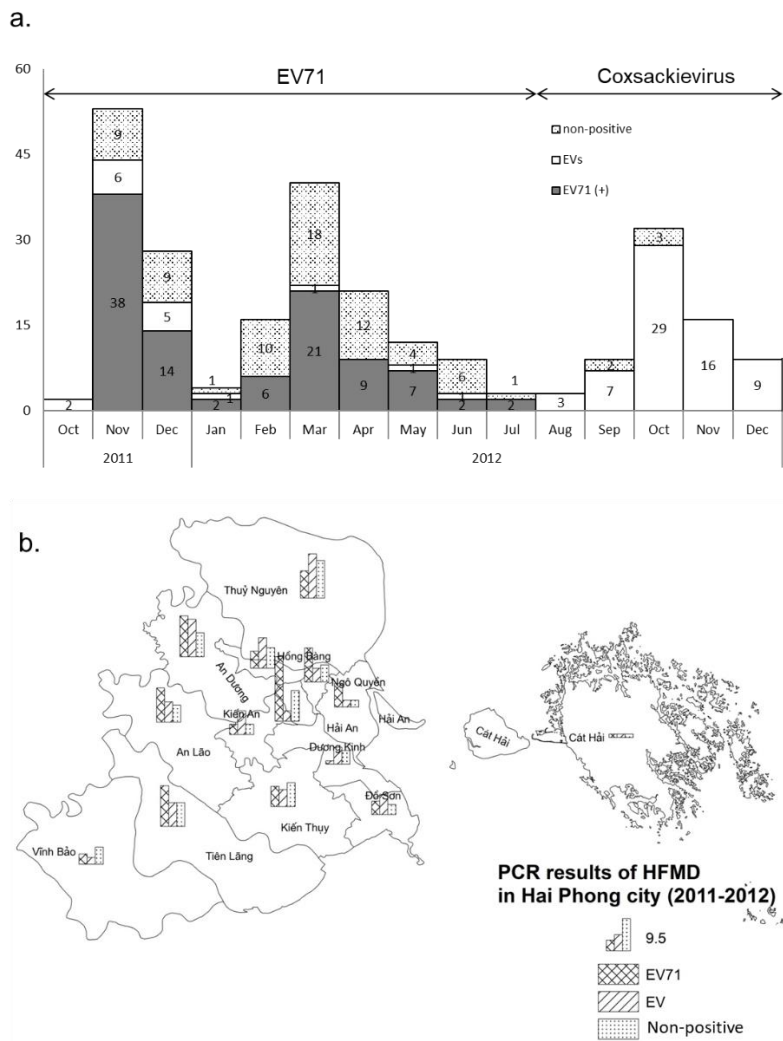 a.
60
EV71
Coxsackievirus
non-positive
EVs
EV71 (+)
45
30
15
0
9
6
38
9
5
14
2
1
1
2
10
6
18
1
21
12
9
4
1
7
6
1
2
1
2
3
2
7
3
29
16
9
Oct Nov Dec Jan Feb Mar Apr May Jun Jul Aug Sep Oct Nov Dec
2011 2012
b.
Thuỷ Nguyên
Hồng Bàng
An Dương
Ngô Quyền
Kiến An
Hải An
Hải An
Cát Hải
Cát Hải
An Lão
Dương Kinh
Đồ Sơn
Kiến Thụy
Vĩnh Bảo
Tiên Lãng
PCR results of HFMD
in Hai Phong city (2011-2012)
9.5
EV71
EV
Non-positive